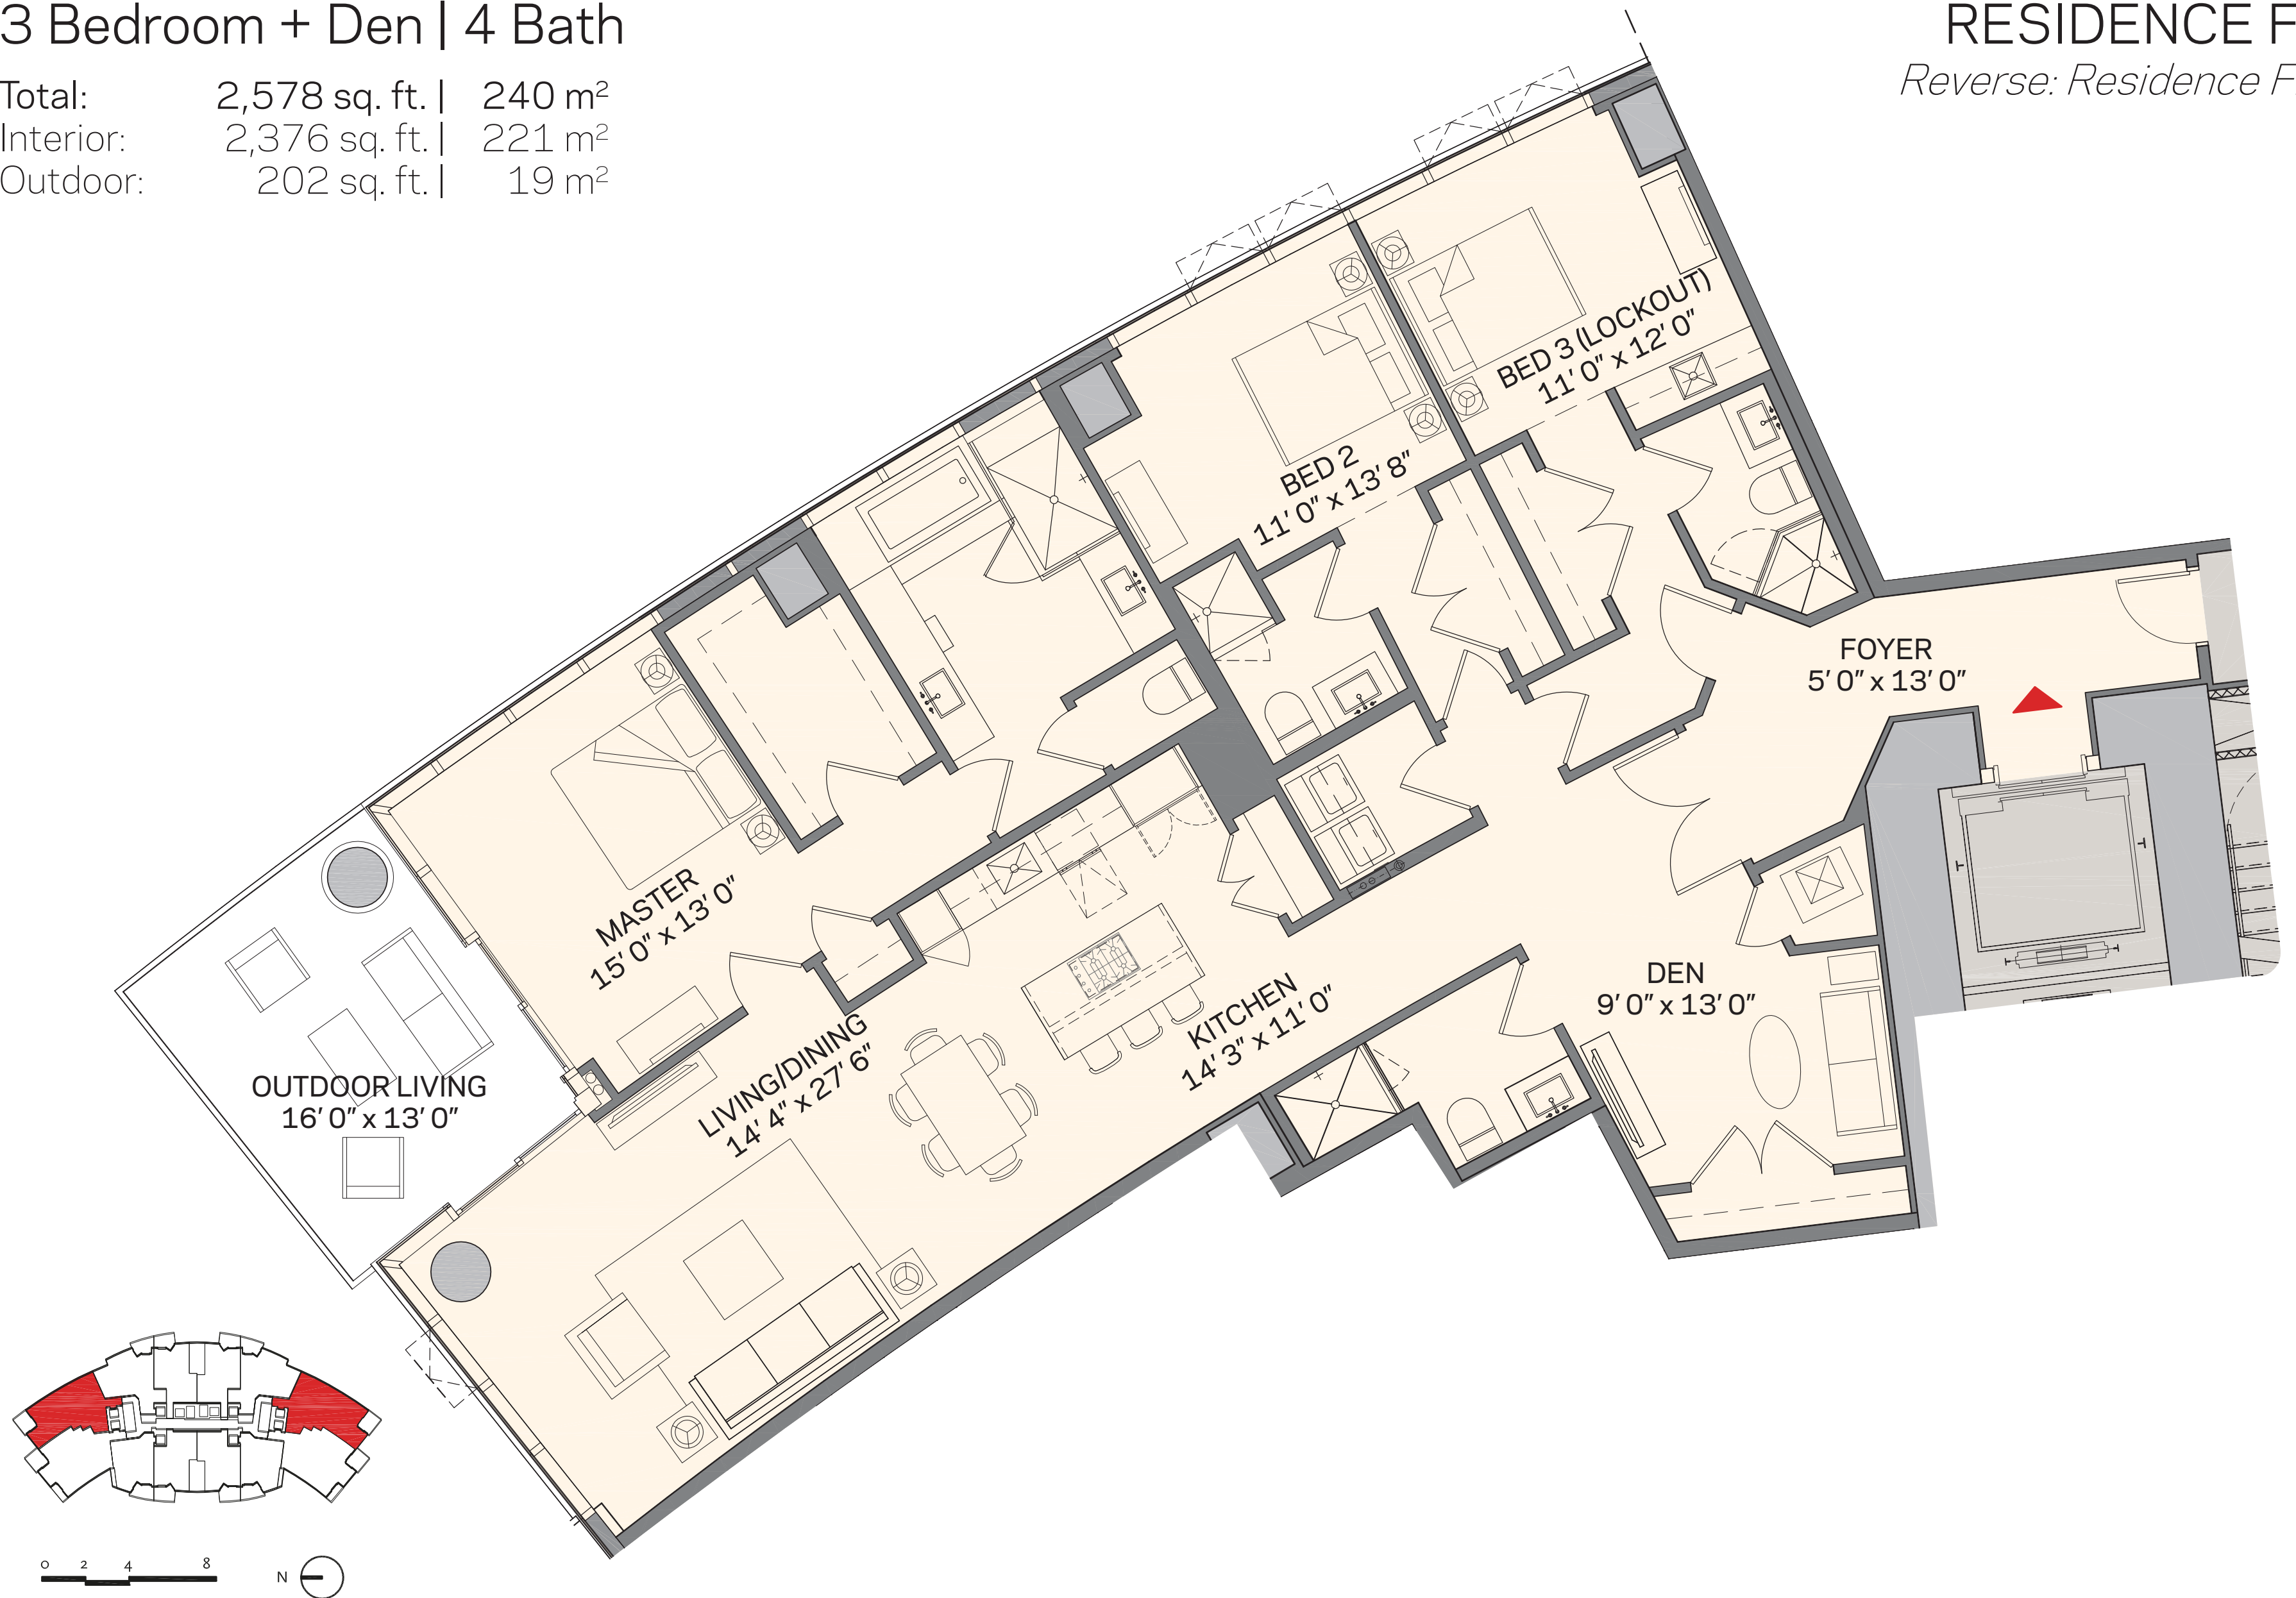 3 Bedroom + Den | 4 Bath
Total: 2,578 sq. ft. | 240 m²
Interior: 2,376 sq. ft. | 221 m²
Outdoor: 202 sq. ft. | 19 m²
RESIDENCE F
Reverse: Residence F
BED 3 (LOCKOUT)
11' 0" x 12' 0"
BED 2
11' 0" x 13' 8"
FOYER
5' 0" x 13' 0"
MASTER
15' 0" x 13' 0"
DEN
9' 0" x 13' 0"
KITCHEN
14' 3" x 11' 0"
LIVING/DINING
14' 4" x 27' 6"
OUTDOOR LIVING
16' 0" x 13' 0"
0 2 4 8
N